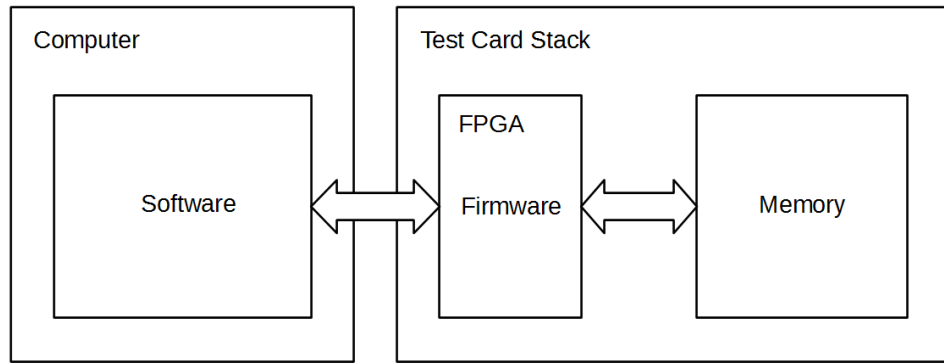 Computer
Test Card Stack
FPGA
Software
Firmware
Memory